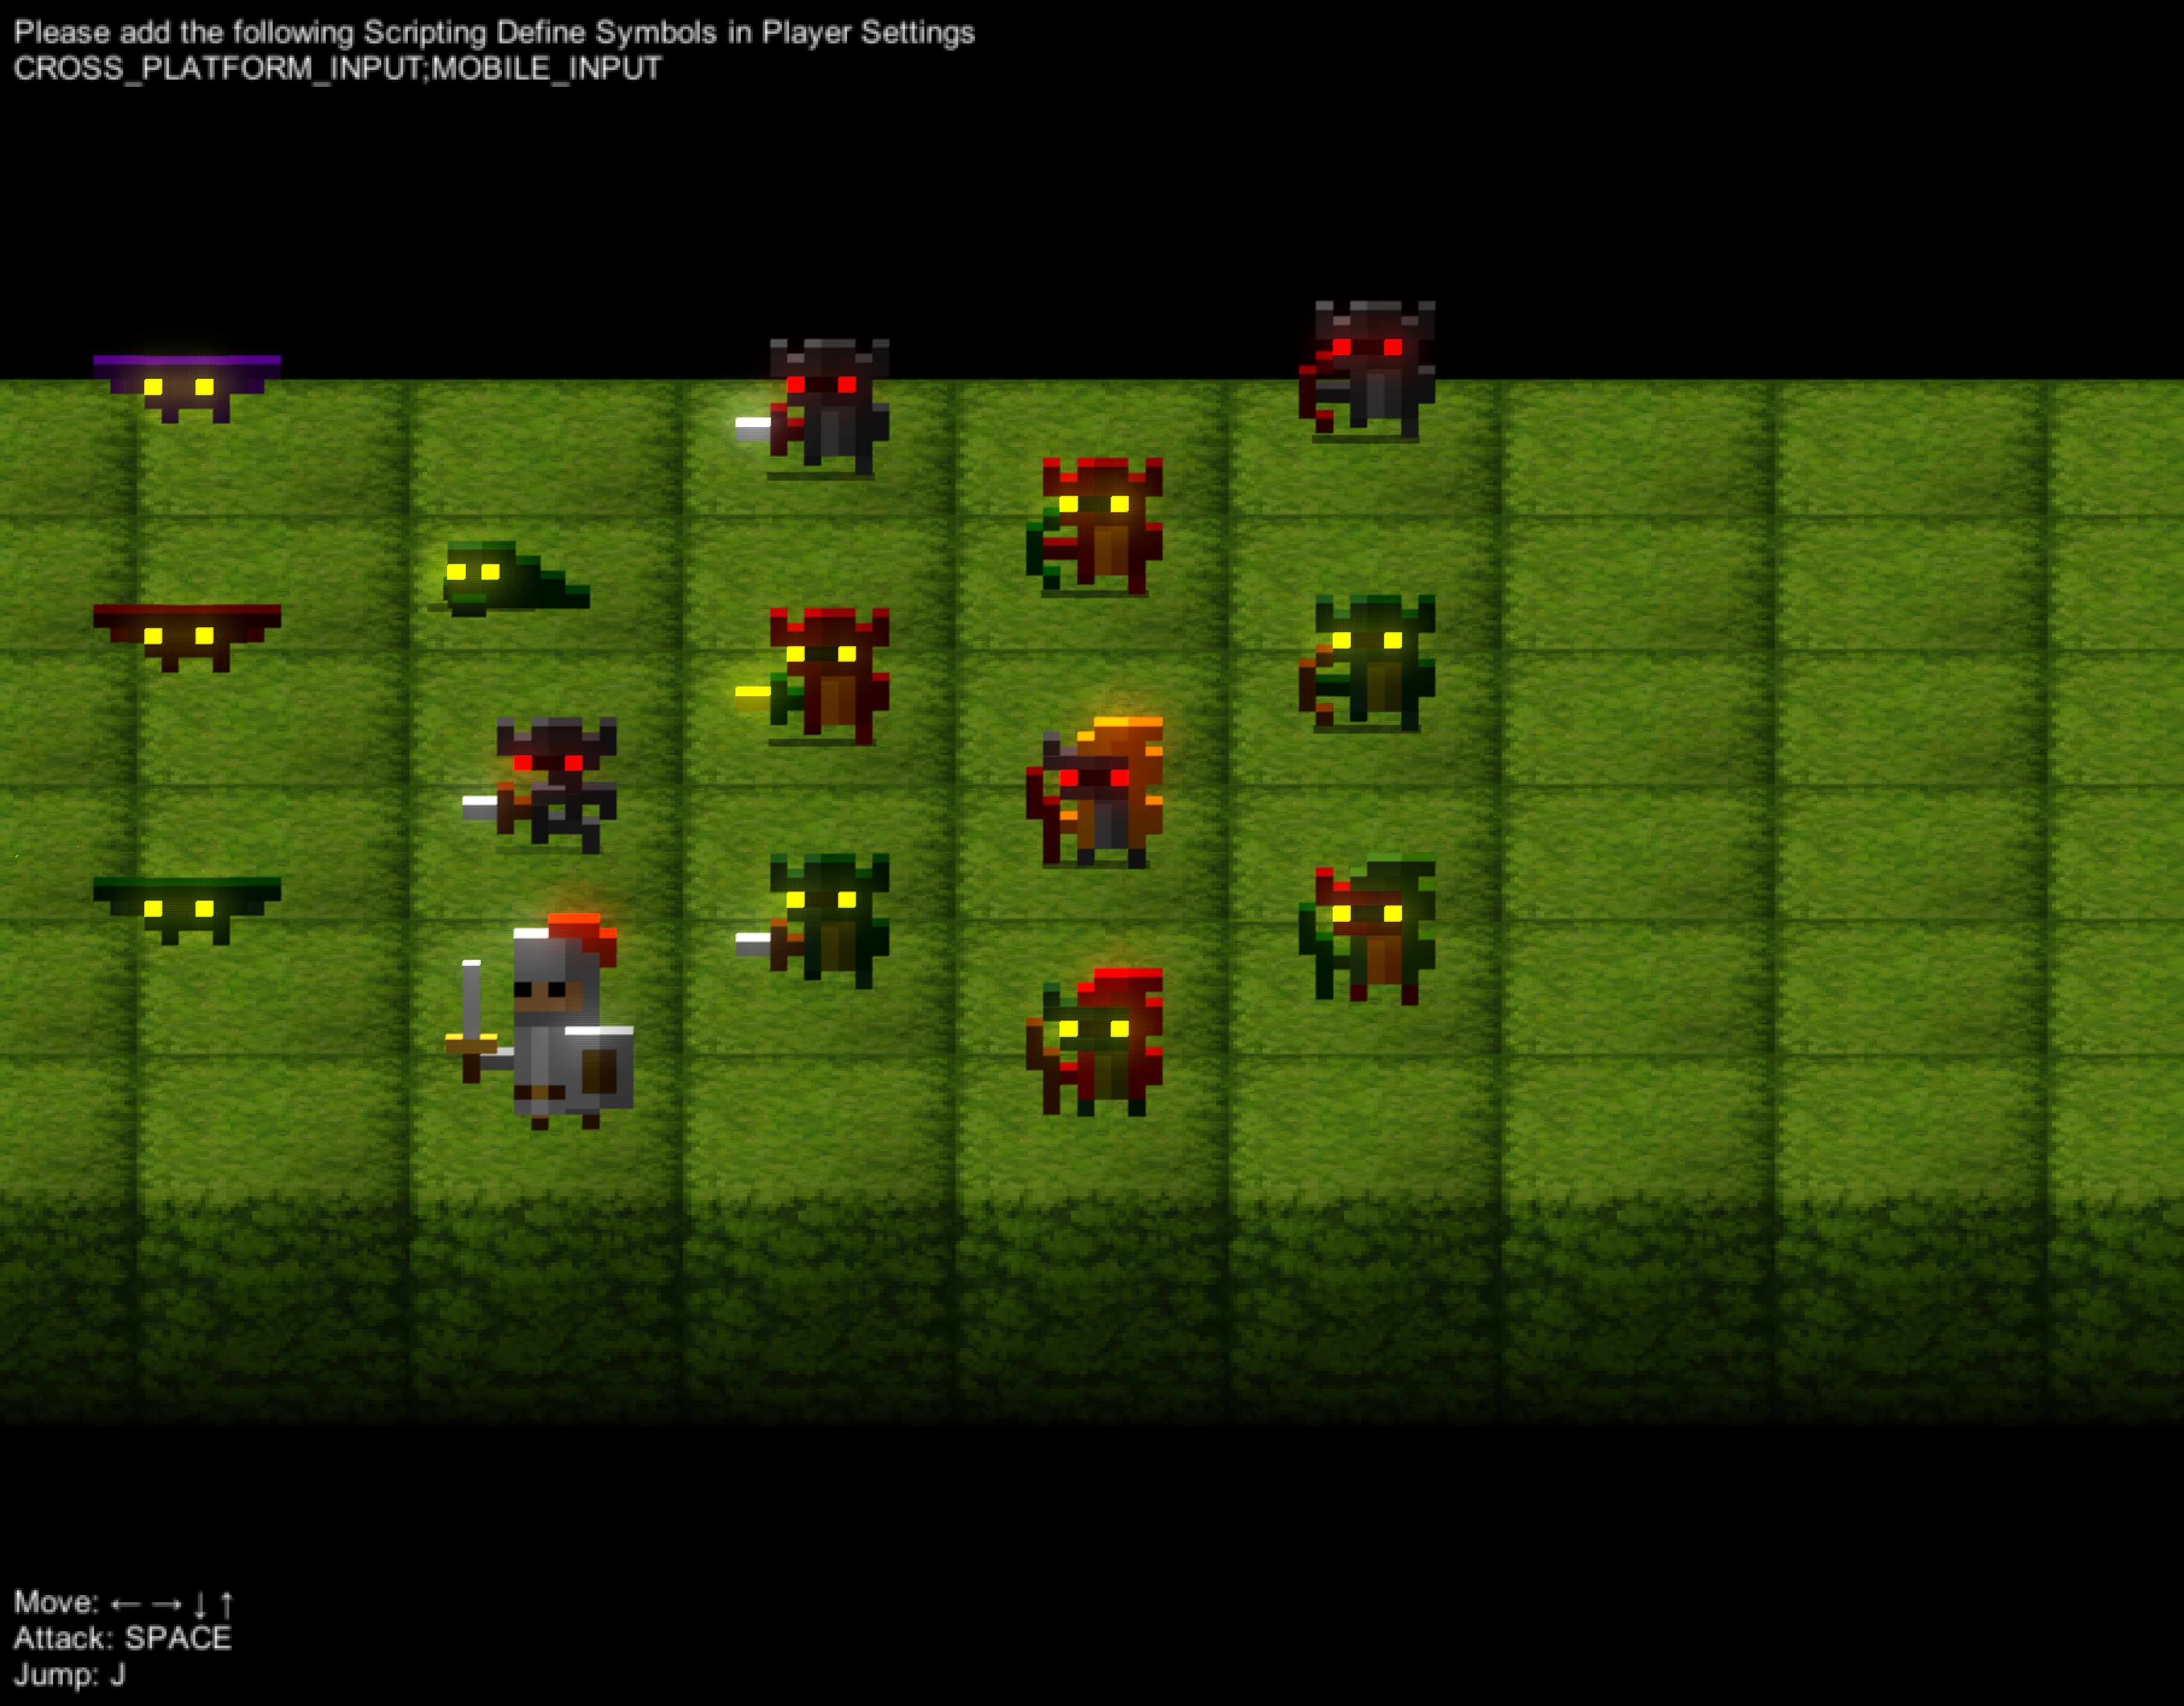 Please add the following Scripting Define Symbols in Player Settings
CROSS_PLATFORM_INPUT;MOBILE_INPUT
Move: ←→↓↑
Attack: SPACE
Jump: J